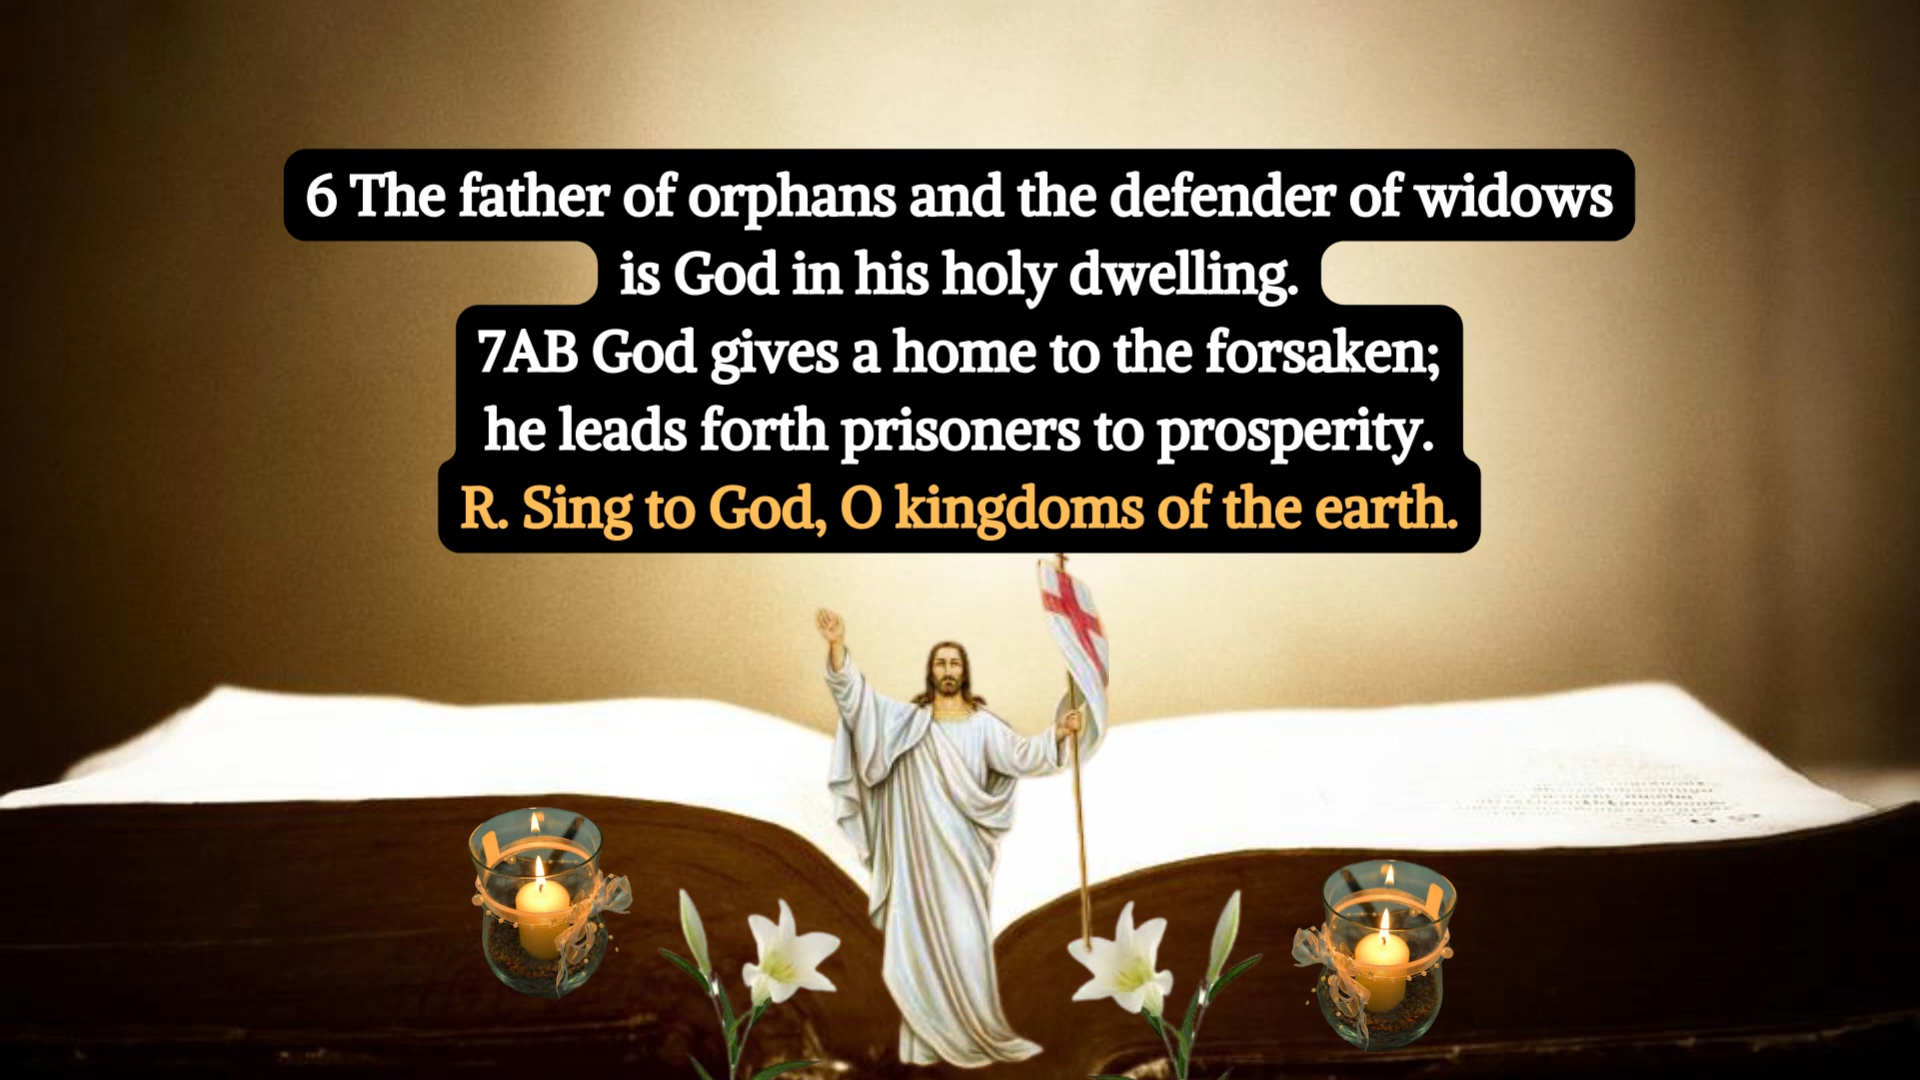 6 The father of orphans and the defender of widows
is God in his holy dwelling.
7AB God gives a home to the forsaken;
he leads forth prisoners to prosperity.
R. Sing to God, O kingdoms of the earth.